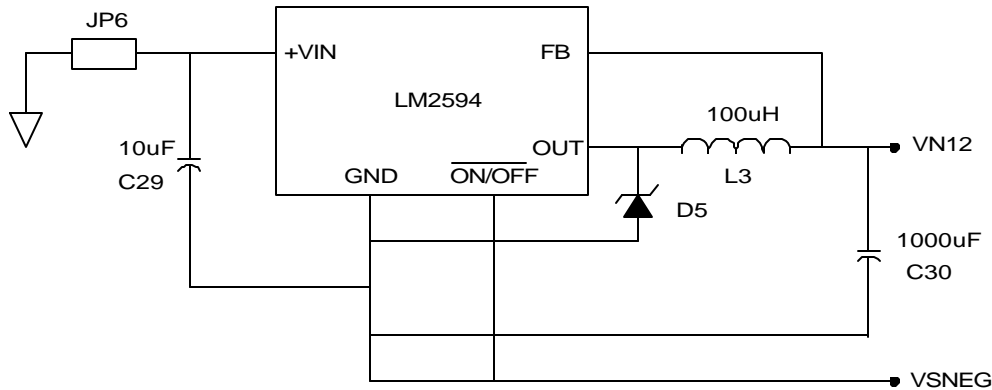 JP6
+VIN
FB
LM2594
100uH
10uF
C29
OUT
VN12
GND
ON/OFF
L3
D5
1000uF
C30
VSNEG